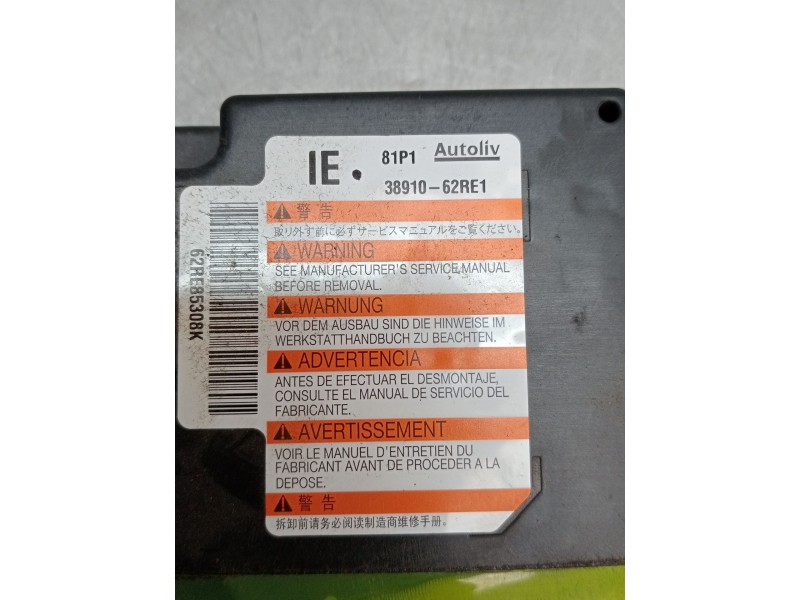 IE.
81P1
Autoliv
38910-62RE1
警告
取り外す前に必ずサービスマニュアルをご覧ください。
WARNING
SEE MANUFACTURER'S SERVICE MANUAL
BEFORE REMOVAL.
WARNUNG
VOR DEM AUSBAU SIND DIE HINWEISE IM
WERKSTATTHANDBUCH ZU BEACHTEN.
ADVERTENCIA
ANTES DE EFECTUAR EL DESMONTAJE,
CONSULTE EL MANUAL DE SERVICIO DEL
FABRICANTE.
AVERTISSEMENT
VOIR LE MANUEL D'ENTRETIEN DU
FABRICANT AVANT DE PROCEDER A LA
DEPOSE.
警告
拆卸前请务必阅读制造商维修手册.
62RE85308K